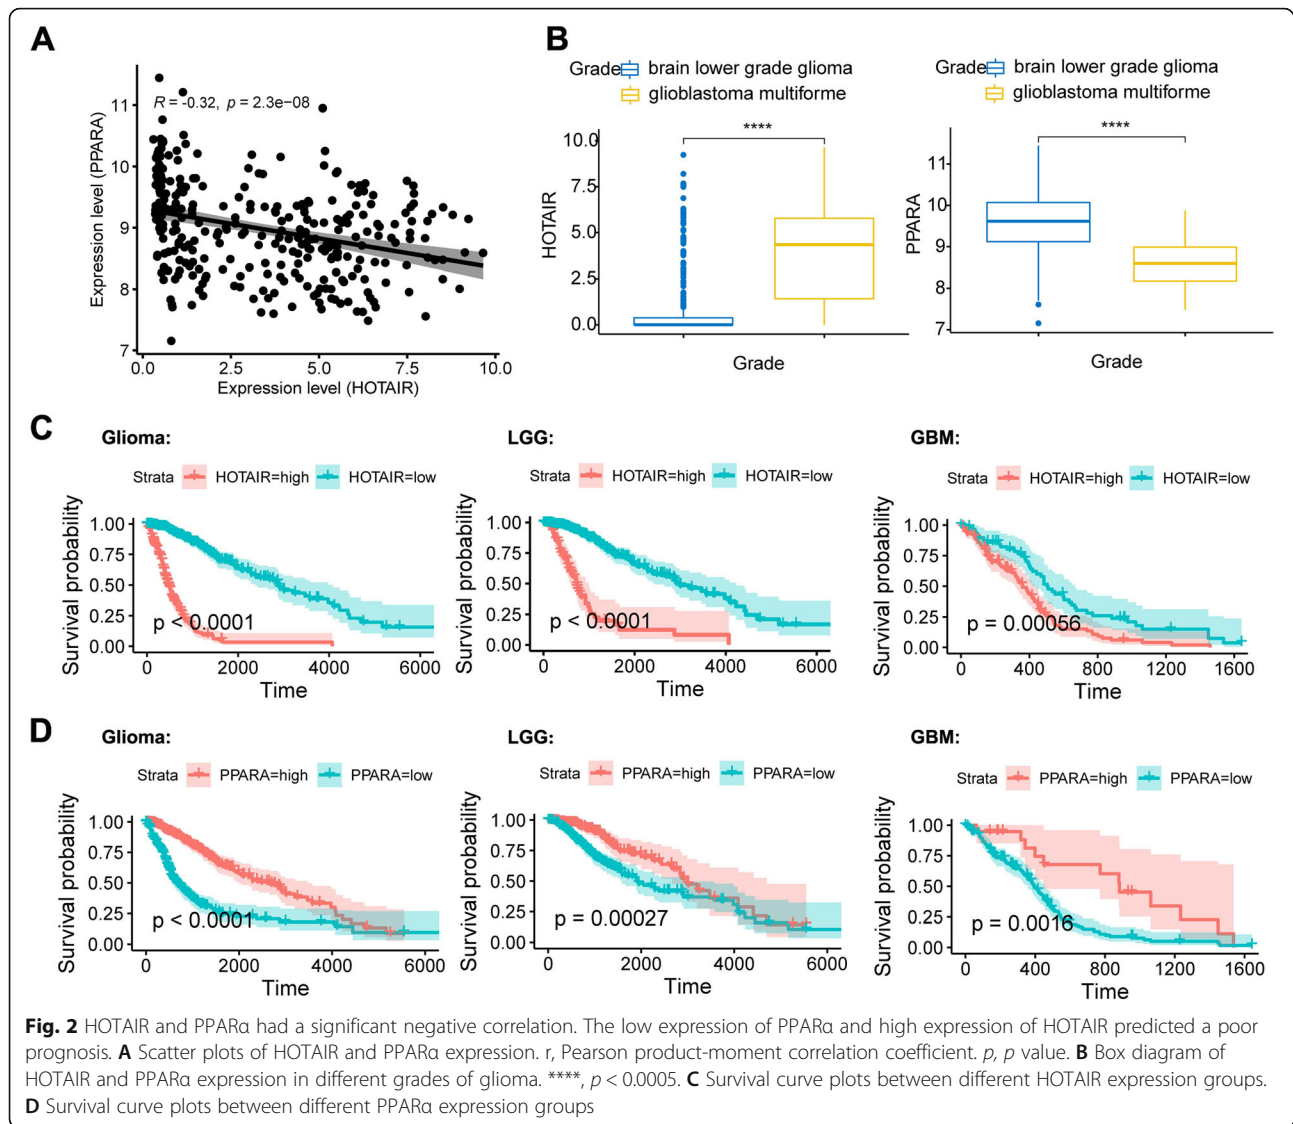 A
R = -0.32, p = 2.3e−08
Expression level (PPARA)
11
10
9
8
7
0.0 2.5 5.0 7.5 10.0
Expression level (HOTAIR)
B
Grade brain lower grade glioma
glioblastoma multiforme
****
HOTAIR
10.0
7.5
5.0
2.5
0.0
Grade
Grade brain lower grade glioma
glioblastoma multiforme
****
PPARA
11
10
9
8
7
Grade
C
Glioma:
Strata HOTAIR=high HOTAIR=low
Survival probability
1.00
0.75
0.50
0.25
0.00
p < 0.0001
0 2000 4000 6000
Time
LGG:
Strata HOTAIR=high HOTAIR=low
Survival probability
1.00
0.75
0.50
0.25
0.00
p < 0.0001
0 2000 4000 6000
Time
GBM:
Strata HOTAIR=high HOTAIR=low
Survival probability
1.00
0.75
0.50
0.25
0.00
p = 0.00056
0 400 800 1200 1600
Time
D
Glioma:
Strata PPARA=high PPARA=low
Survival probability
1.00
0.75
0.50
0.25
0.00
p < 0.0001
0 2000 4000 6000
Time
LGG:
Strata PPARA=high PPARA=low
Survival probability
1.00
0.75
0.50
0.25
0.00
p = 0.00027
0 2000 4000 6000
Time
GBM:
Strata PPARA=high PPARA=low
Survival probability
1.00
0.75
0.50
0.25
0.00
p = 0.0016
0 400 800 1200 1600
Time
Fig. 2 HOTAIR and PPARα had a significant negative correlation. The low expression of PPARα and high expression of HOTAIR predicted a poor
prognosis. A Scatter plots of HOTAIR and PPARα expression. r, Pearson product-moment correlation coefficient. p, p value. B Box diagram of
HOTAIR and PPARα expression in different grades of glioma. ****, p < 0.0005. C Survival curve plots between different HOTAIR expression groups.
D Survival curve plots between different PPARα expression groups